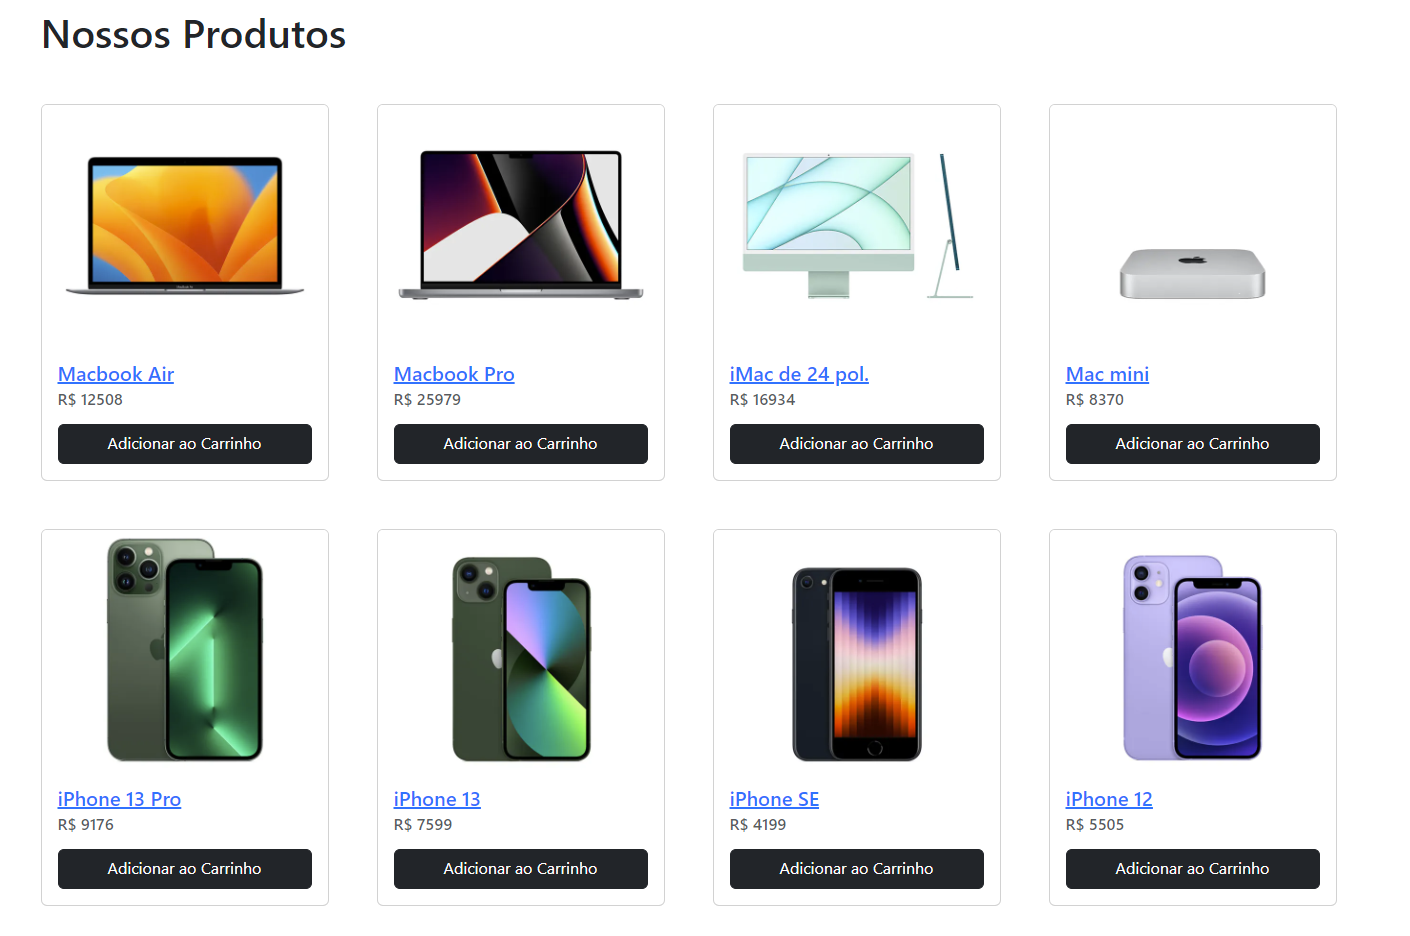 Nossos Produtos
Macbook Air
R$ 12508
Adicionar ao Carrinho
Macbook Pro
R$ 25979
Adicionar ao Carrinho
iMac de 24 pol.
R$ 16934
Adicionar ao Carrinho
Mac mini
R$ 8370
Adicionar ao Carrinho
iPhone 13 Pro
R$ 9176
Adicionar ao Carrinho
iPhone 13
R$ 7599
Adicionar ao Carrinho
iPhone SE
R$ 4199
Adicionar ao Carrinho
iPhone 12
R$ 5505
Adicionar ao Carrinho